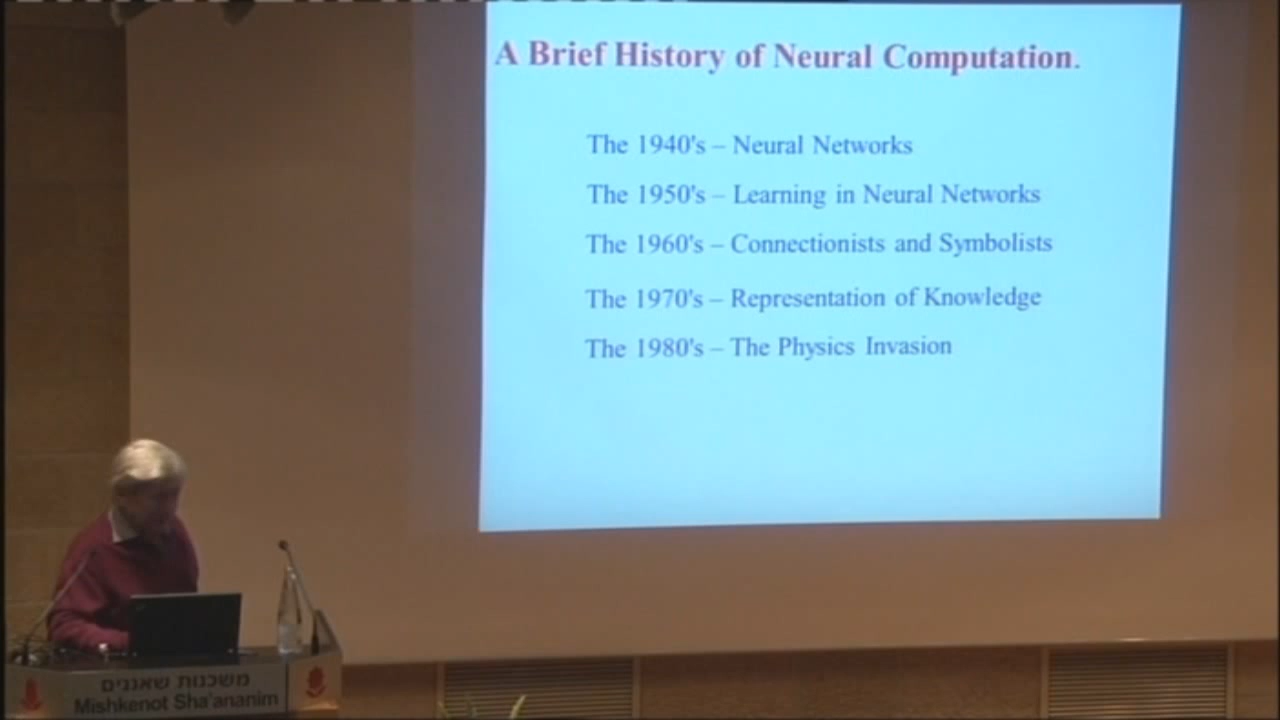 A Brief History of Neural Computation.
The 1940's – Neural Networks
The 1950's – Learning in Neural Networks
The 1960's – Connectionists and Symbolists
The 1970's – Representation of Knowledge
The 1980's – The Physics Invasion
משכנות שאננים
Mishkenot Sha'ananim